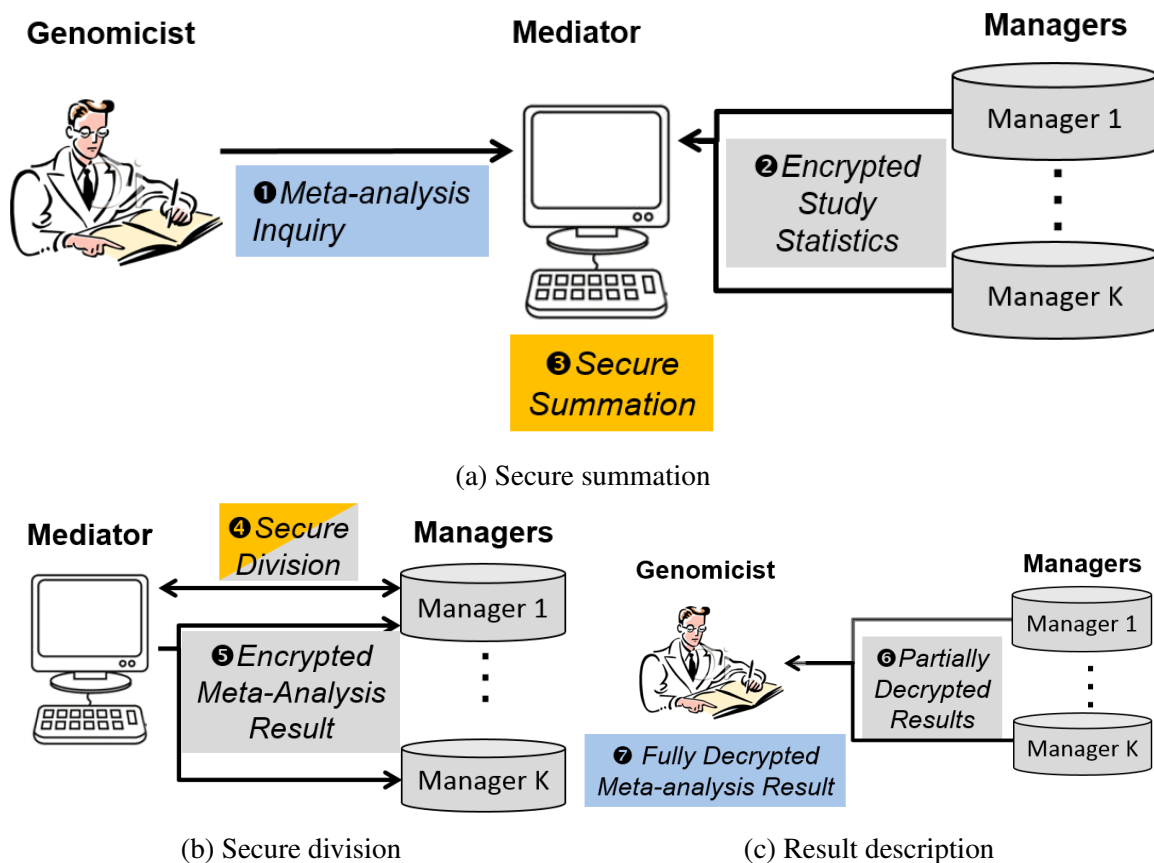 Genomicist
Mediator
Managers
Manager 1
❶Meta-analysis
Inquiry
❷Encrypted
Study
Statistics
Manager K
❸Secure
Summation
(a) Secure summation
Mediator
❹Secure
Division
Managers
Manager 1
❺Encrypted
Meta-Analysis
Result
Manager K
(b) Secure division
Genomicist
Managers
Manager 1
❻Partially
Decrypted
Results
Manager K
❼ Fully Decrypted
Meta-analysis Result
(c) Result description